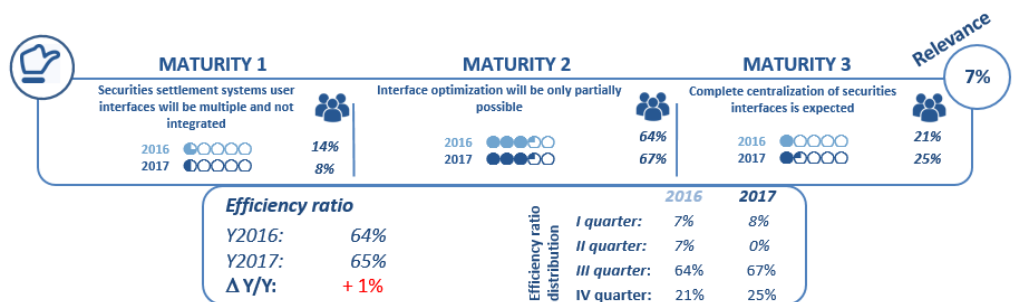 Relevance
7%
MATURITY 1
Securities settlement systems user
interfaces will be multiple and not
integrated
2016 14%
2017 8%
MATURITY 2
Interface optimization will be only partially
possible
2016 64%
2017 67%
MATURITY 3
Complete centralization of securities
interfaces is expected
2016 21%
2017 25%
Efficiency ratio
Y2016: 64%
Y2017: 65%
Δ Y/Y: + 1%
Efficiency ratio
distribution
2016 2017
I quarter: 7% 8%
II quarter: 7% 0%
III quarter: 64% 67%
IV quarter: 21% 25%